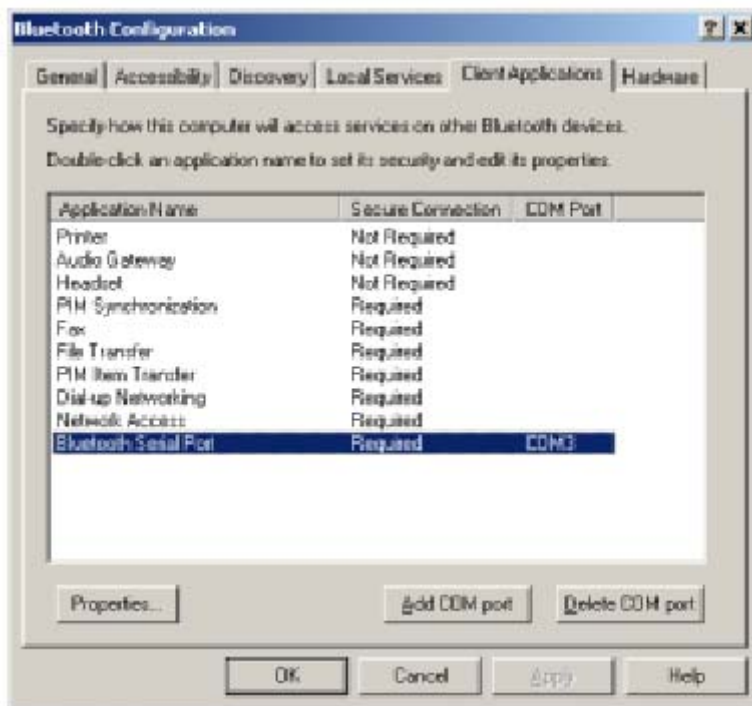 Bluetooth Configuration
General Accessibility Discovery Local Services Client Applications Hardware
Specify how this computer will access services on other Bluetooth devices.
Double-click an application name to set its security and edit its properties.
Application Name Secure Connection COM Port
Printer Not Required
Audio Gateway Not Required
Headset Not Required
PIM Synchronization Required
Fax Required
File Transfer Required
PIM Item Transfer Required
Dial-up Networking Required
Network Access Required
Bluetooth Serial Port Required COM3
Properties... Add COM port Delete COM port
OK Cancel Apply Help